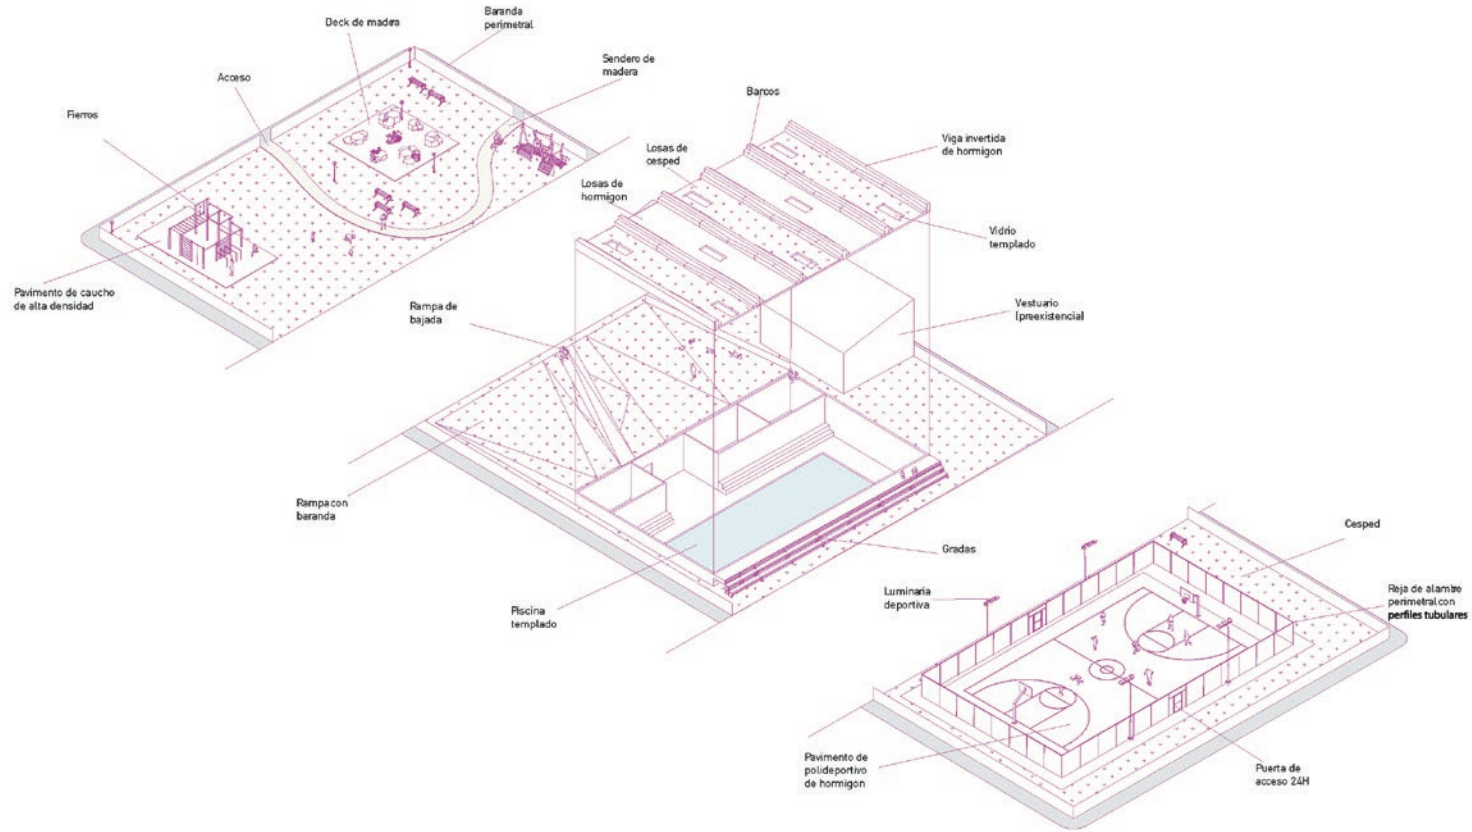 Deck de madera
Baranda
perimetral
Sendero de
madera
Acceso
Fierros
Barcos
Viga invertida
de hormigon
Losas de
cesped
Losas de
hormigon
Vidrio
templado
Pavimento de caucho
de alta densidad
Rampa de
bajada
Vestuario
(preexistencia)
Rampa con
baranda
Gradas
Cesped
Luminaria
deportiva
Reja de alambre
perimetral con
perfiles tubulares
Piscina
templado
Pavimento de
polideportivo
de hormigon
Puerta de
acceso 24H